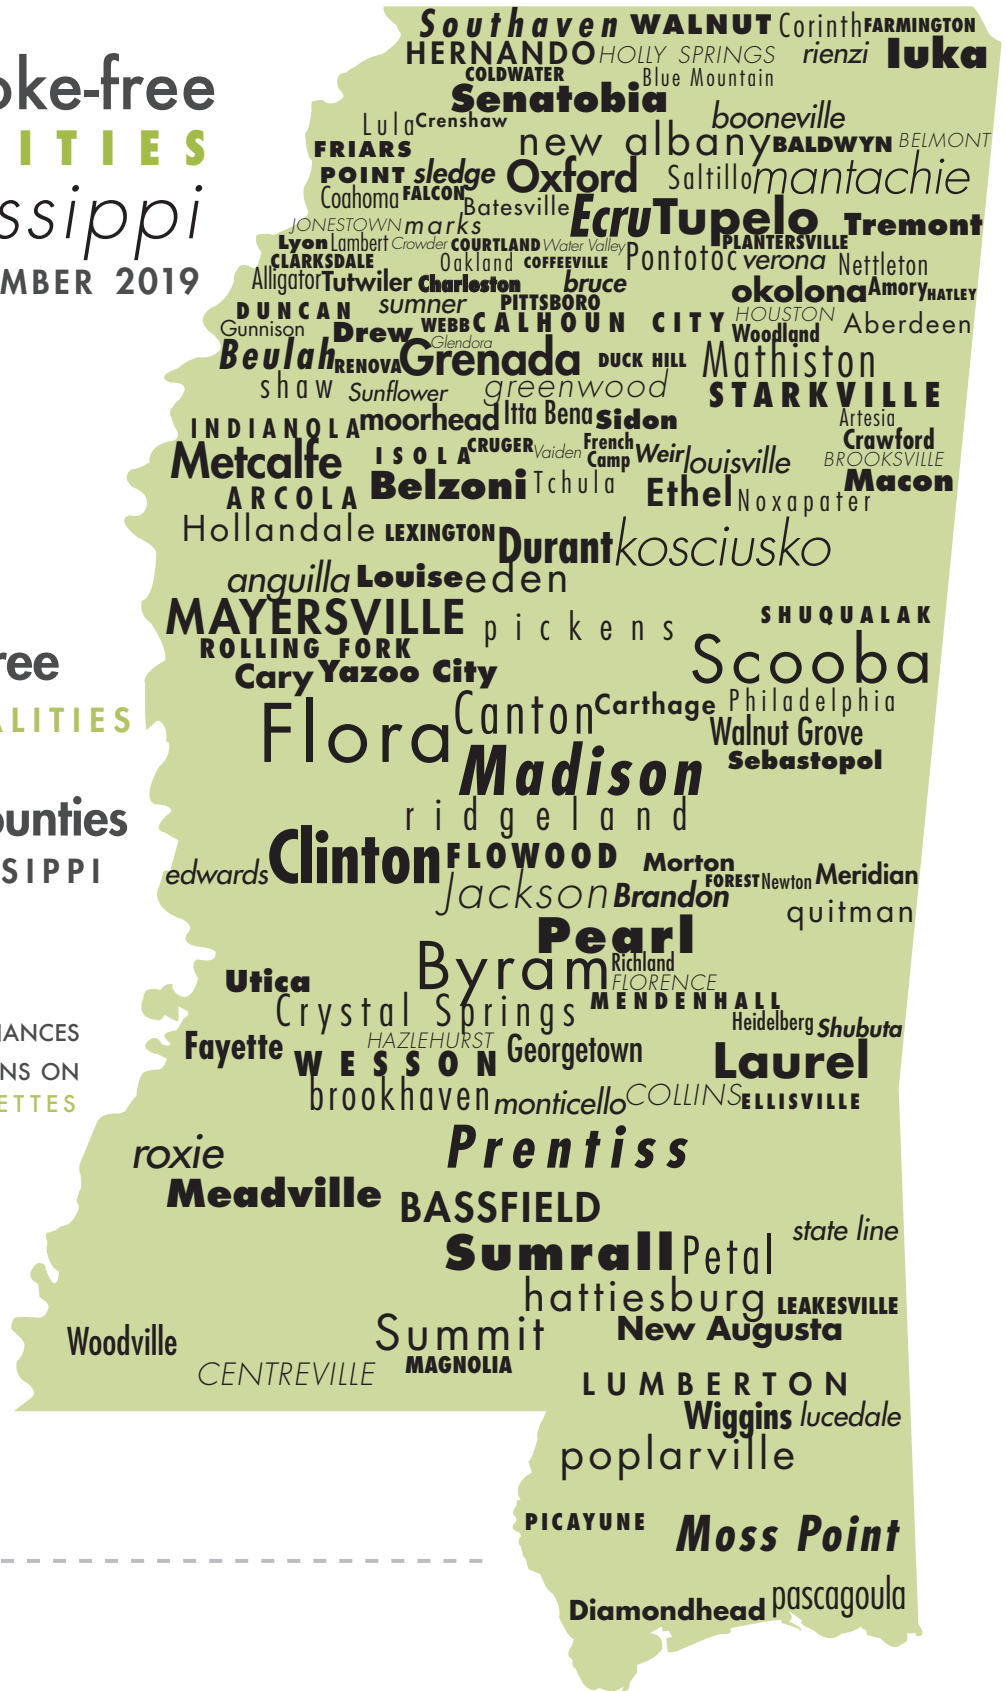 oke-free
ITIES
ssippi
MBER 2019
ree
ALITIES
ounties
SIPPI
NANCES
NS ON
ETTES
Southaven WALNUT Corinth FARMINGTON
HERNANDO HOLLY SPRINGS rienzi Iuka
COLDWATER Blue Mountain
Senatobia booneville
Lula Crenshaw new albany BALDWYN BELMONT
FRIARS
POINT sledge Oxford Saltillo mantachie
Coahoma FALCON Batesville Ecru Tupelo Tremont
JONESTOWN marks
Lyon Lambert Crowder COURTLAND Water Valley PLANTERSVILLE
CLARKSDALE Oakland COFFEEVILLE Pontotoc verona Nettleton
Alligator Tutwiler Charleston bruce okolona Amory HATLEY
DUNCAN sumner PITTSBORO HOUSTON
Gunnison Drew WEBB CALHOUN CITY Woodland Aberdeen
Glendora
Beulah RENOVA Grenada DUCK HILL Mathiston
shaw Sunflower greenwood STARKVILLE
INDIANOLA moorhead Itta Bena Sidon Artesia
Metcalfe ISOLA CRUGER Vaiden French Camp Weir louisville Crawford
BROOKSVILLE
ARCOLA Belzoni Tchula Ethel Noxapater Macon
Hollandale LEXINGTON Durant kosciusko
anguilla Louise eden
MAYERSVILLE pickens SHUQUALAK
ROLLING FORK Scooba
Cary Yazoo City
Flora Canton Carthage Philadelphia
Walnut Grove
Madison Sebastopol
ridgeland
edwards Clinton FLOWOOD Morton
Jackson Brandon FOREST Newton Meridian
quitman
Pearl
Utica Byram Richland
FLORENCE
Crystal Springs MENDENHALL
Heidelberg Shubuta
Fayette HAZLEHURST Georgetown
WESSON Laurel
brookhaven monticello COLLINS ELLISVILLE
roxie Prentiss
Meadville BASSFIELD
Sumrall Petal state line
hattiesburg LEAKESVILLE
Woodville Summit New Augusta
CENTREVILLE MAGNOLIA
LUMBERTON
Wiggins lucedale
poplarville
PICAYUNE Moss Point
Diamondhead pascagoula